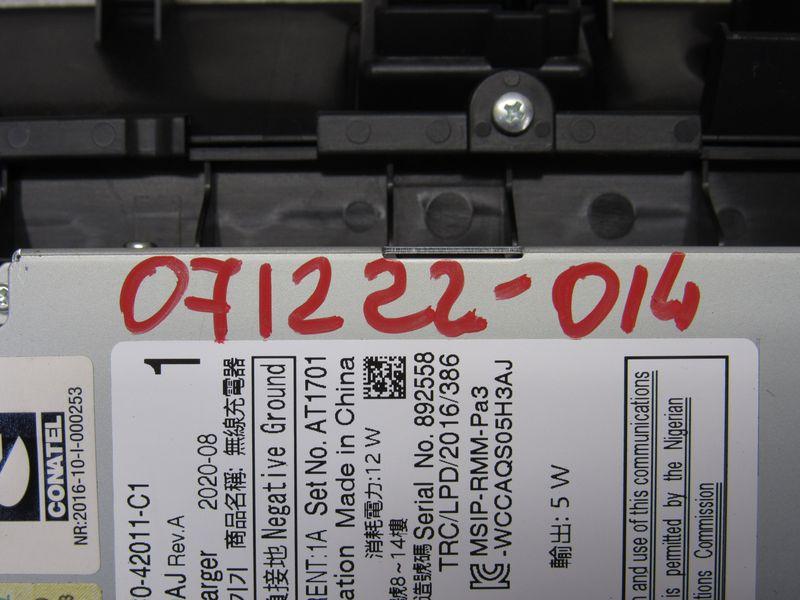 071222-014
CONATEL
NR:2016-10-I-000253
1
0-42011-C1
AJ Rev.A
arger 2020-08
기기 商品名稱: 無線充電器
直接地 Negative Ground
RENT:1A Set No. AT1701
ation Made in China
消耗電力:12 W
號8~14樓
造號碼 Serial No. 892558
TRC/LPD/2016/386
MSIP-RMM-Pa3
-WCCAQS05H3AJ
輸出: 5 W
n and use of this communications
is permitted by the Nigerian
tions Commission